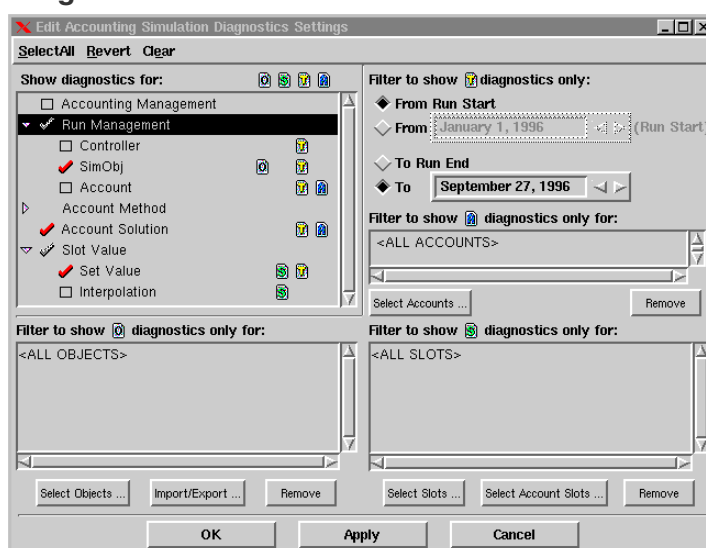 Edit Accounting Simulation Diagnostics Settings
SelectAll Revert Clear
Show diagnostics for:
Accounting Management
Run Management
Controller
SimObj
Account
Account Method
Account Solution
Slot Value
Set Value
Interpolation
Filter to show diagnostics only:
From Run Start
From January 1, 1996 (Run Start)
To Run End
To September 27, 1996
Filter to show diagnostics only for:
<ALL ACCOUNTS>
Select Accounts ... Remove
Filter to show diagnostics only for:
<ALL OBJECTS>
Select Objects ... Import/Export ... Remove
Filter to show diagnostics only for:
<ALL SLOTS>
Select Slots ... Select Account Slots ... Remove
OK Apply Cancel